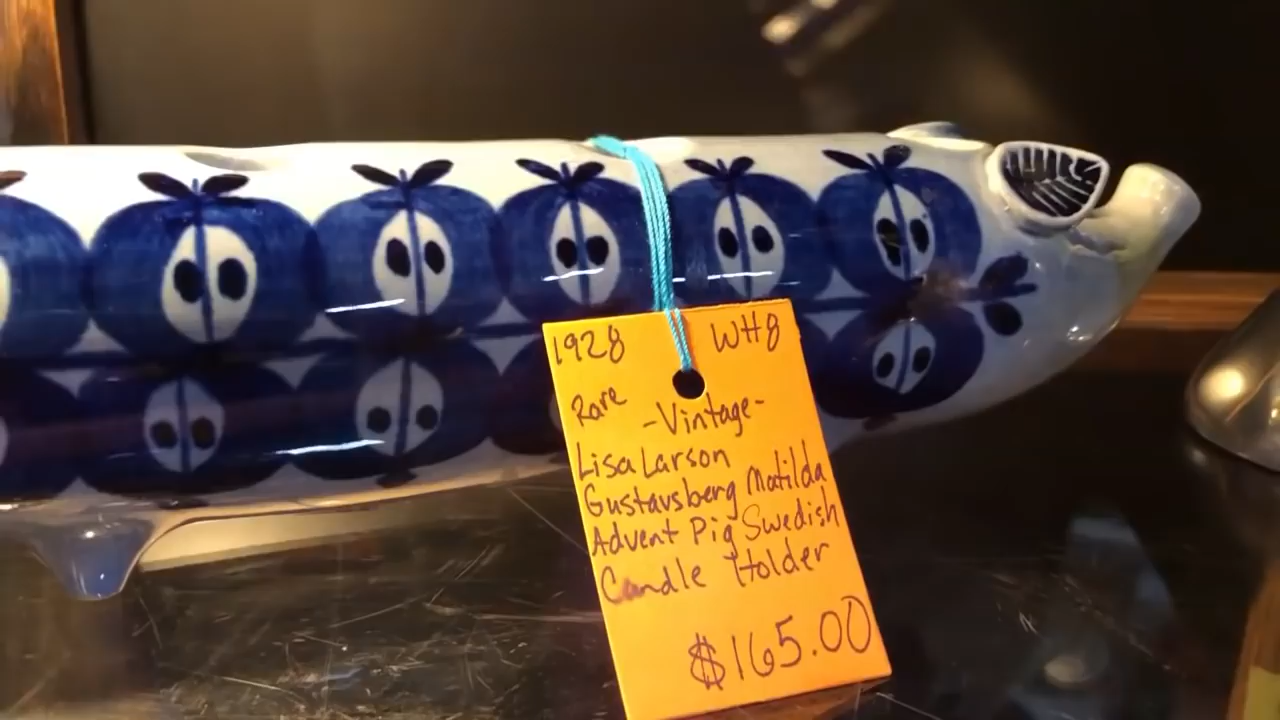 1928 WH8
Rare -Vintage-
Lisa Larson
Gustavsberg Matilda
Advent Pig Swedish
Candle Holder
$165.00